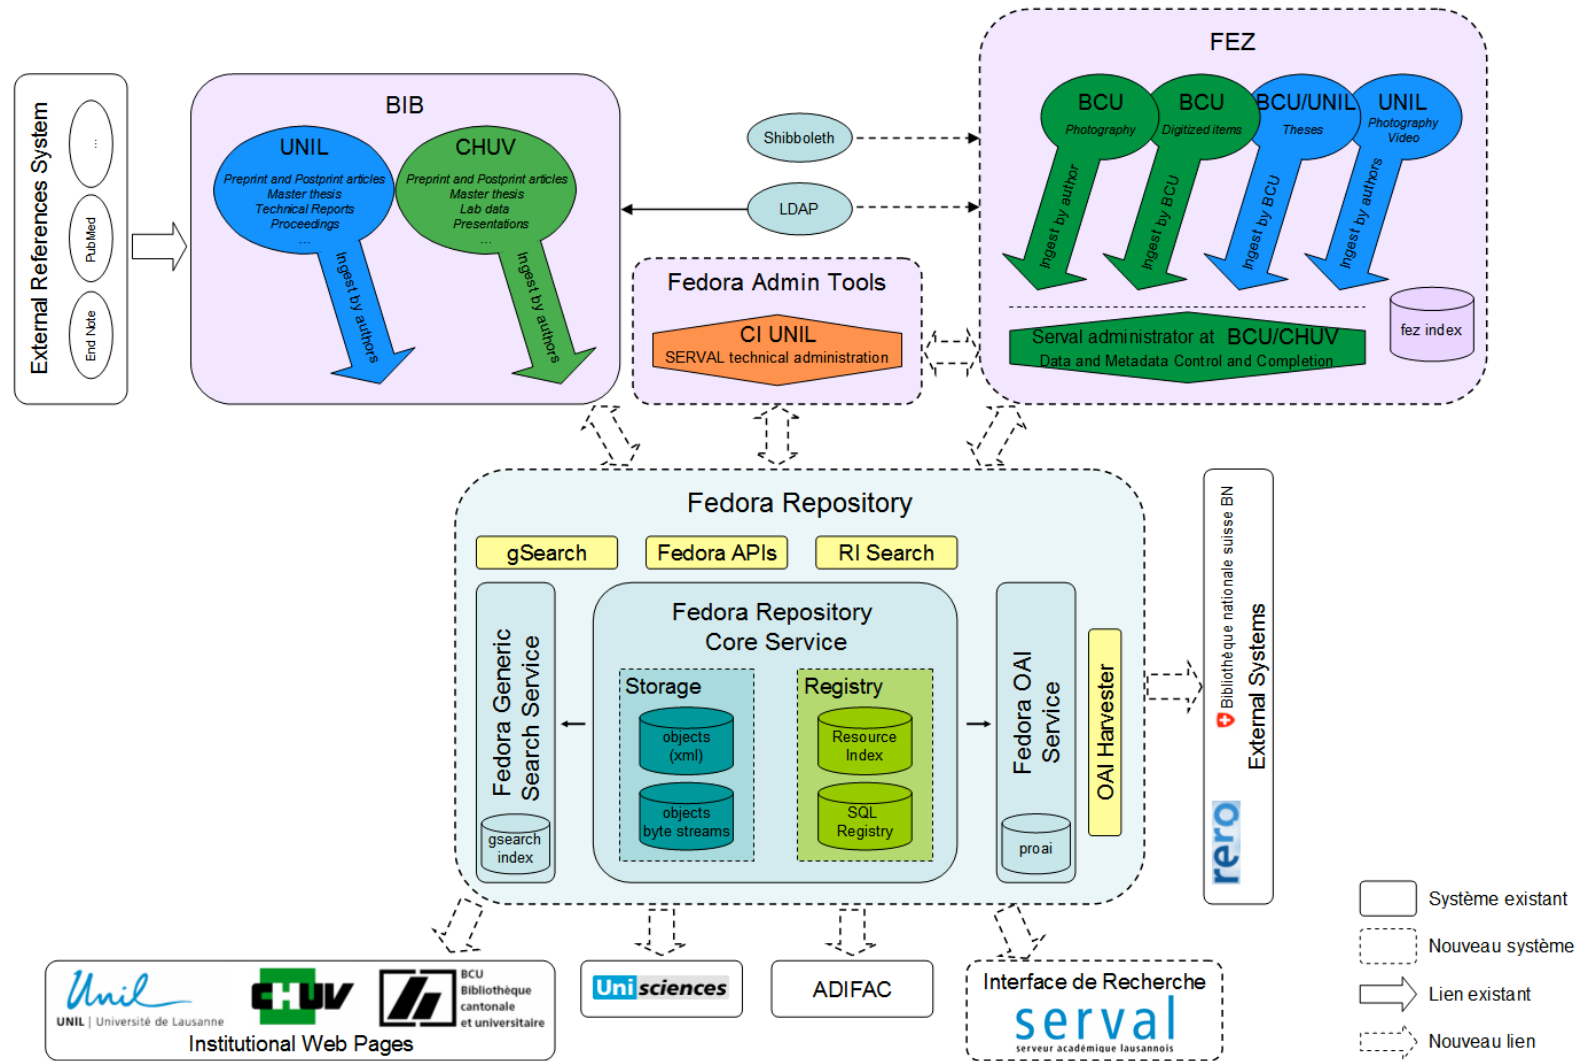 External References System
...
PubMed
End Note
BIB
UNIL
Preprint and Postprint articles
Master thesis
Technical Reports
Proceedings
...
Ingest by authors
CHUV
Preprint and Postprint articles
Master thesis
Lab data
Presentations
...
Ingest by authors
Shibboleth
LDAP
Fedora Admin Tools
CI UNIL
SERVAL technical administration
FEZ
BCU
Photography
Ingest by author
BCU
Digitized items
Ingest by BCU
BCU/UNIL
Theses
Ingest by BCU
UNIL
Photography
Video
Ingest by authors
Serval administrator at BCU/CHUV
Data and Metadata Control and Completion
fez index
Fedora Repository
gSearch
Fedora APIs
RI Search
Fedora Generic
Search Service
gsearch
index
Fedora Repository
Core Service
Storage
objects
(xml)
objects
byte streams
Registry
Resource
Index
SQL
Registry
Fedora OAI
Service
proai
OAI Harvester
Bibliothèque nationale suisse BN
External Systems
rero
Unil
UNIL | Université de Lausanne
CHUV
BCU
Bibliothèque
cantonale
et universitaire
Institutional Web Pages
Unisciences
ADIFAC
Interface de Recherche
serval
serveur académique lausannois
Système existant
Nouveau système
Lien existant
Nouveau lien